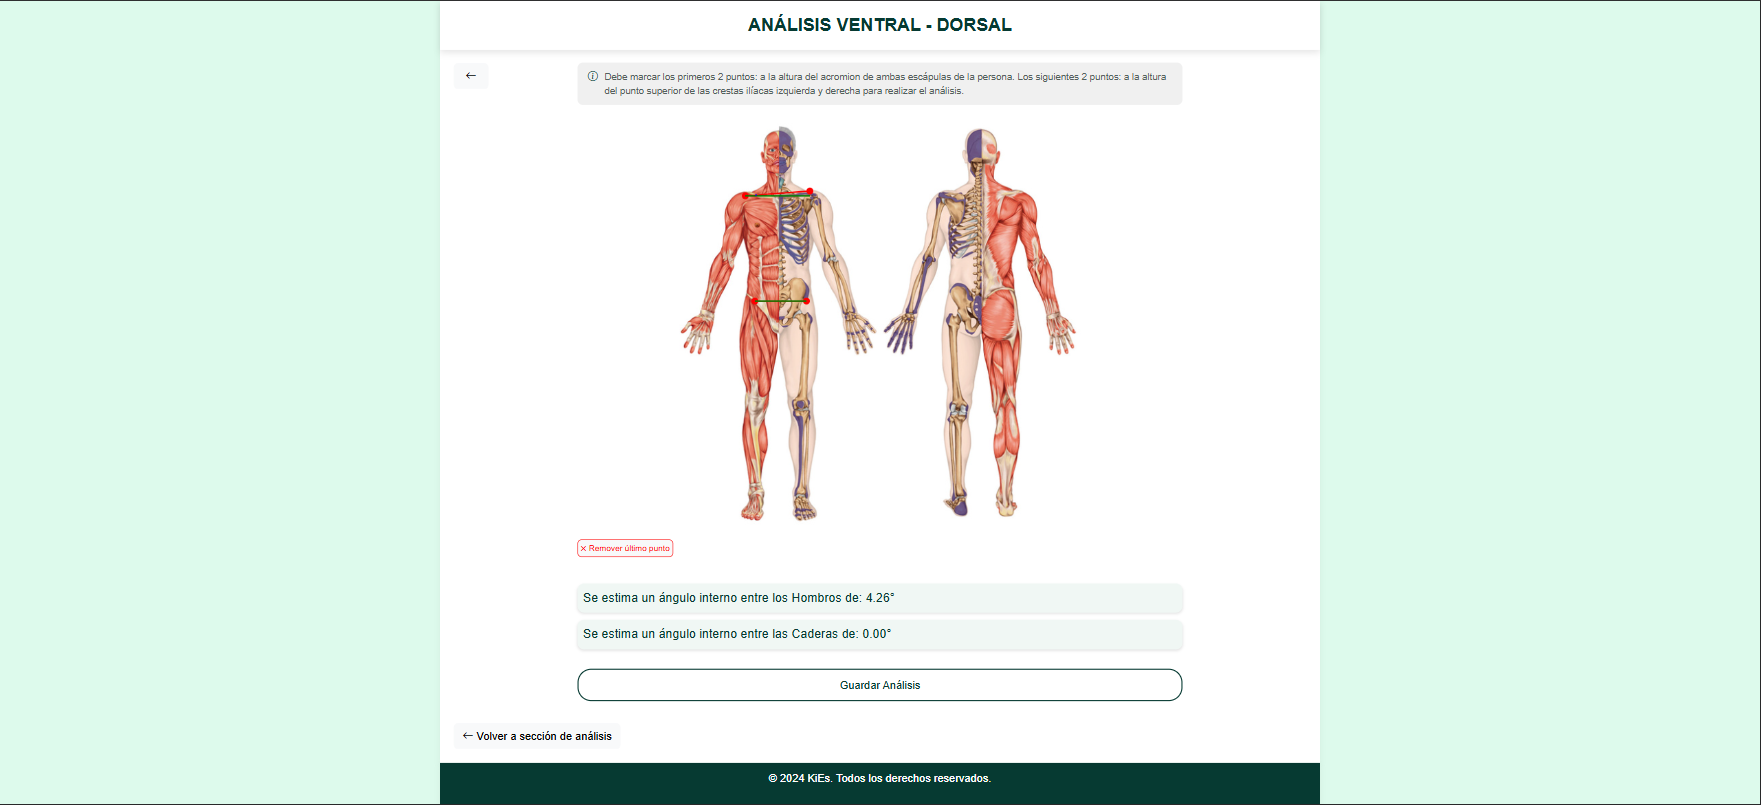 ANÁLISIS VENTRAL - DORSAL
Debe marcar los primeros 2 puntos: a la altura del acromion de ambas escápulas de la persona. Los siguientes 2 puntos: a la altura
del punto superior de las crestas ilíacas izquierda y derecha para realizar el análisis.
× Remover último punto
Se estima un ángulo interno entre los Hombros de: 4.26°
Se estima un ángulo interno entre las Caderas de: 0.00°
Guardar Análisis
← Volver a sección de análisis
© 2024 KiEs. Todos los derechos reservados.